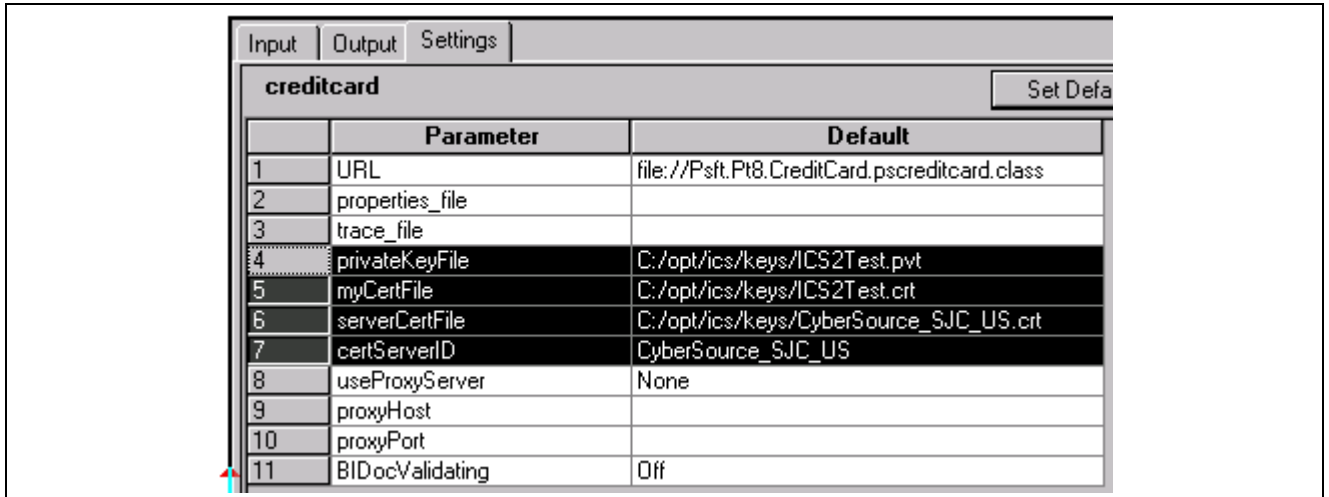 Input Output Settings
creditcard Set Defa
Parameter Default
1 URL file://Psft.Pt8.CreditCard.pscreditcard.class
2 properties_file
3 trace_file
4 privateKeyFile C:/opt/ics/keys/ICS2Test.pvt
5 myCertFile C:/opt/ics/keys/ICS2Test.crt
6 serverCertFile C:/opt/ics/keys/CyberSource_SJC_US.crt
7 certServerID CyberSource_SJC_US
8 useProxyServer None
9 proxyHost
10 proxyPort
11 BIDocValidating Off